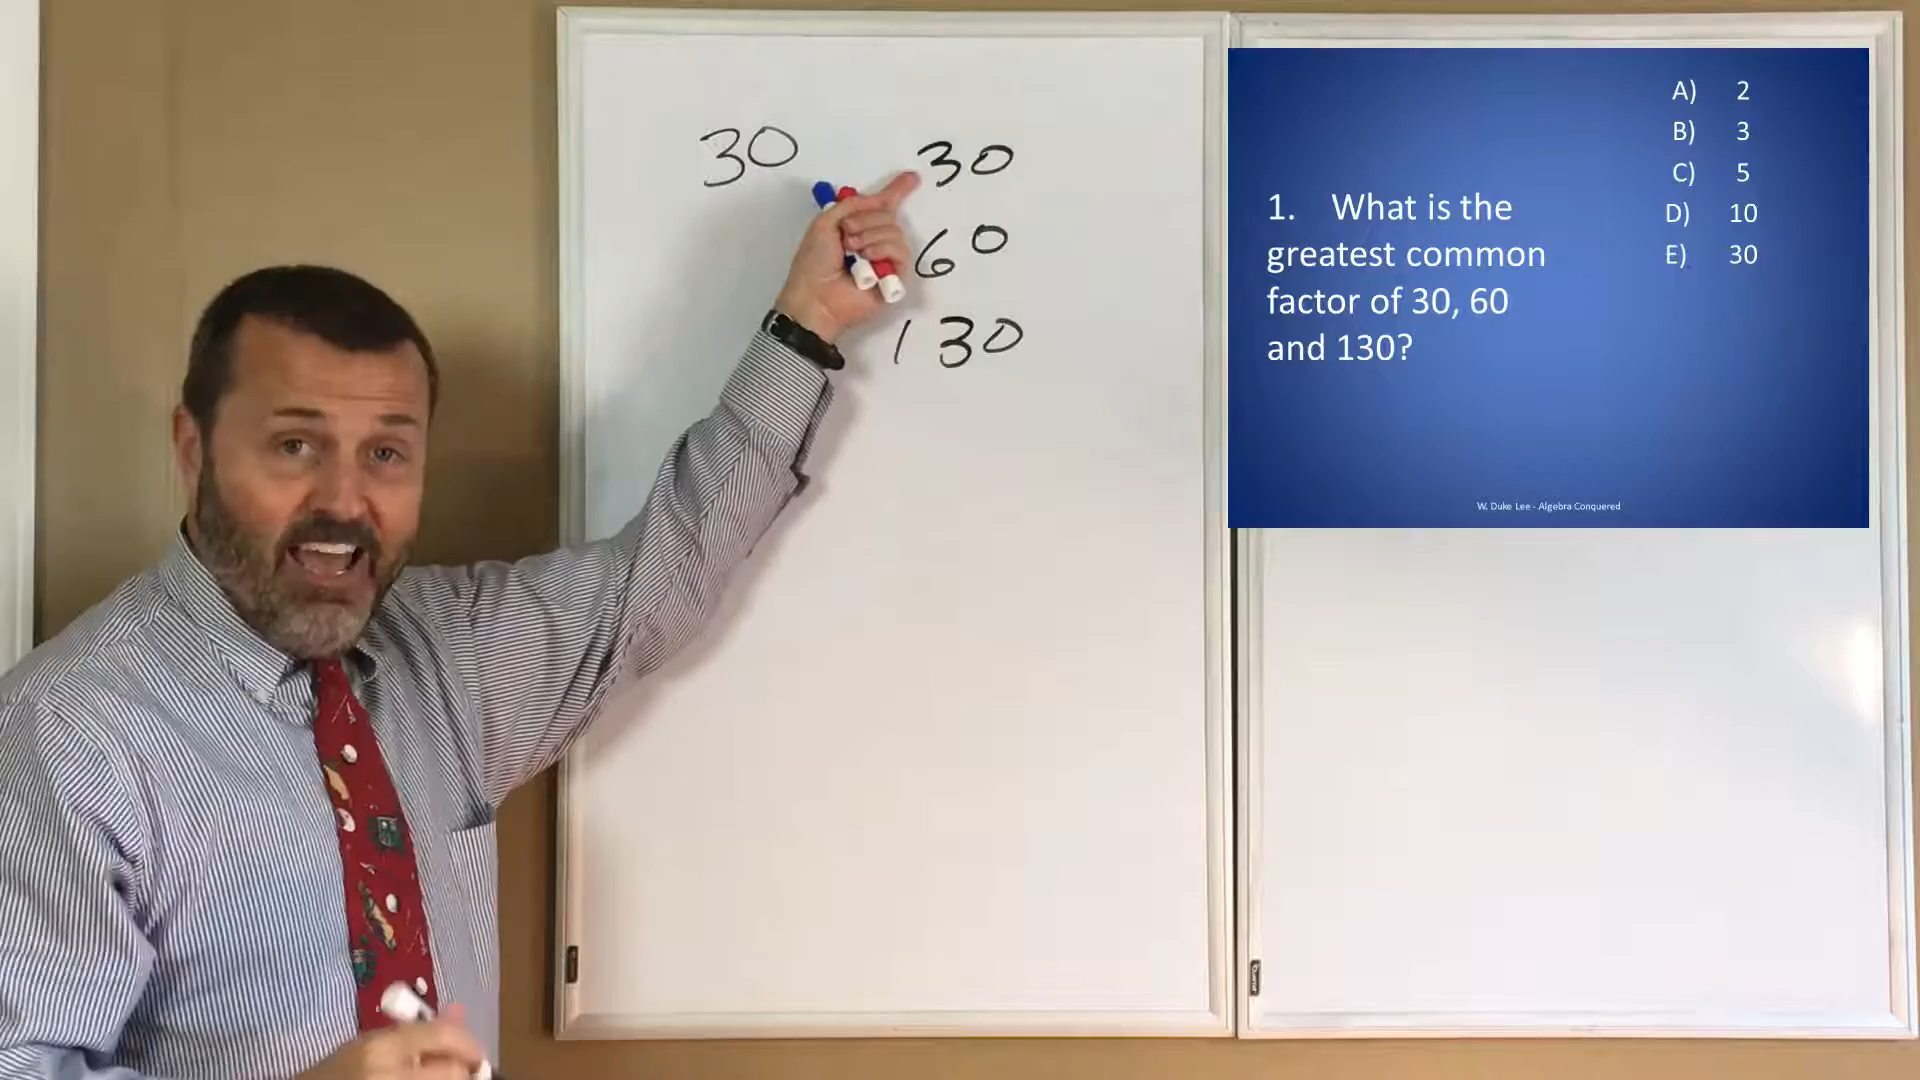 30
30
60
130
A) 2
B) 3
C) 5
D) 10
E) 30
1. What is the
greatest common
factor of 30, 60
and 130?
W. Duke Lee - Algebra Conquered